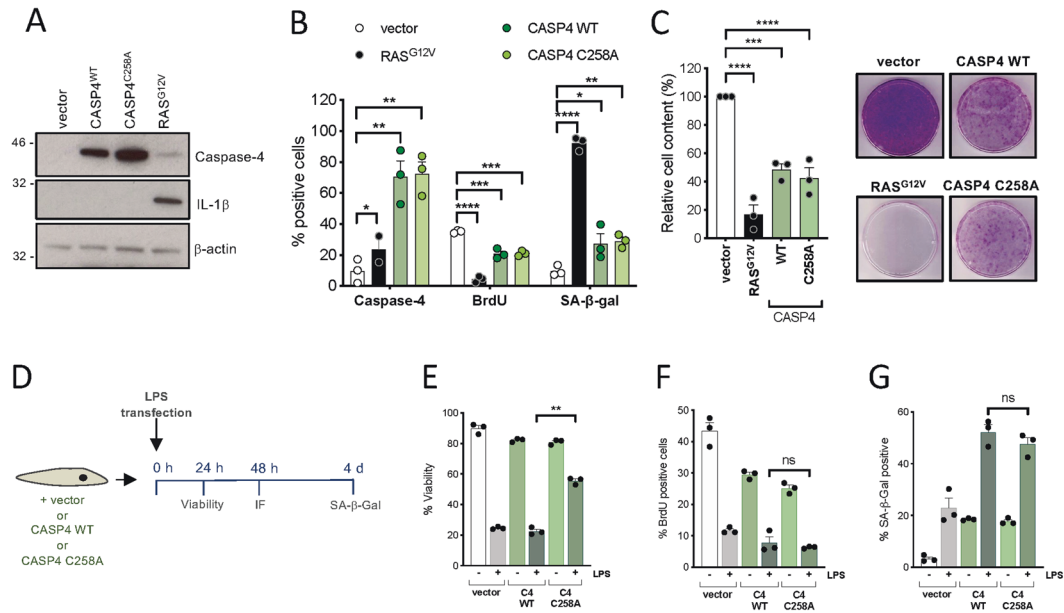 A
vector
CASP4WT
CASP4C258A
RASG12V
46
Caspase-4
32
IL-1β
β-actin
32
B
vector
RASG12V
CASP4 WT
CASP4 C258A
% positive cells
120
100
80
60
40
20
0
**
**
*
***
***
****
**
*
****
Caspase-4
BrdU
SA-β-gal
C
Relative cell content (%)
120
100
80
60
40
20
0
****
***
****
vector
RASG12V
WT
C258A
CASP4
vector
CASP4 WT
RASG12V
CASP4 C258A
D
LPS
transfection
0 h
24 h
48 h
4 d
Viability
IF
SA-β-Gal
+ vector
or
CASP4 WT
or
CASP4 C258A
E
% Viability
100
80
60
40
20
0
**
-
+
-
+
-
+
LPS
vector
C4
WT
C4
C258A
F
% BrdU positive cells
50
40
30
20
10
0
ns
-
+
-
+
-
+
LPS
vector
C4
WT
C4
C258A
G
% SA-β-Gal positive
60
40
20
0
ns
-
+
-
+
-
+
LPS
vector
C4
WT
C4
C258A